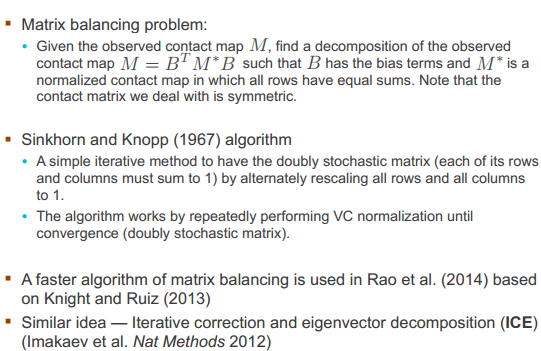 ▪ Matrix balancing problem:
• Given the observed contact map M, find a decomposition of the observed
contact map M = B^T M* B such that B has the bias terms and M* is a
normalized contact map in which all rows have equal sums. Note that the
contact matrix we deal with is symmetric.
▪ Sinkhorn and Knopp (1967) algorithm
• A simple iterative method to have the doubly stochastic matrix (each of its rows
and columns must sum to 1) by alternately rescaling all rows and all columns
to 1.
• The algorithm works by repeatedly performing VC normalization until
convergence (doubly stochastic matrix).
▪ A faster algorithm of matrix balancing is used in Rao et al. (2014) based
on Knight and Ruiz (2013)
▪ Similar idea — Iterative correction and eigenvector decomposition (ICE)
(Imakaev et al. Nat Methods 2012)